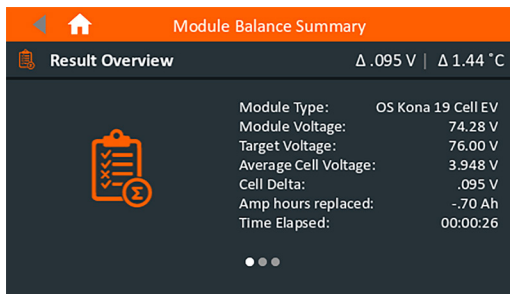 Module Balance Summary
Result Overview Δ .095 V | Δ 1.44 °C
Module Type: OS Kona 19 Cell EV
Module Voltage: 74.28 V
Target Voltage: 76.00 V
Average Cell Voltage: 3.948 V
Cell Delta: .095 V
Amp hours replaced: -.70 Ah
Time Elapsed: 00:00:26
Σ